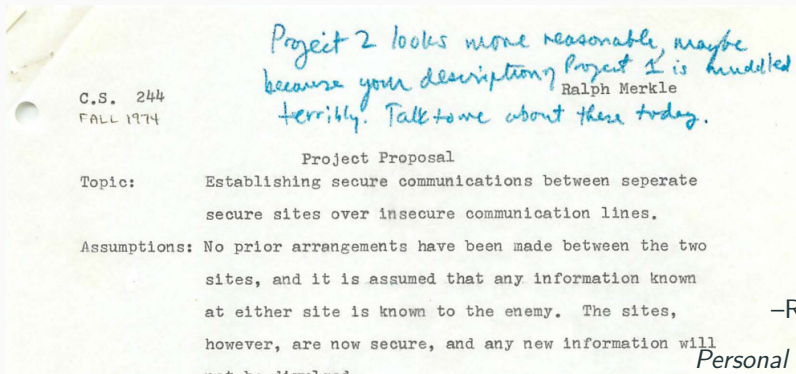 Project 2 looks more reasonable, maybe
because your description of Project 1 is muddled
terribly. Talk to me about these today.
Ralph Merkle
C.S. 244
FALL 1974
Project Proposal
Topic: Establishing secure communications between seperate
secure sites over insecure communication lines.
Assumptions: No prior arrangements have been made between the two
sites, and it is assumed that any information known
at either site is known to the enemy. The sites,
however, are now secure, and any new information will
not be divulged.
–R
Personal